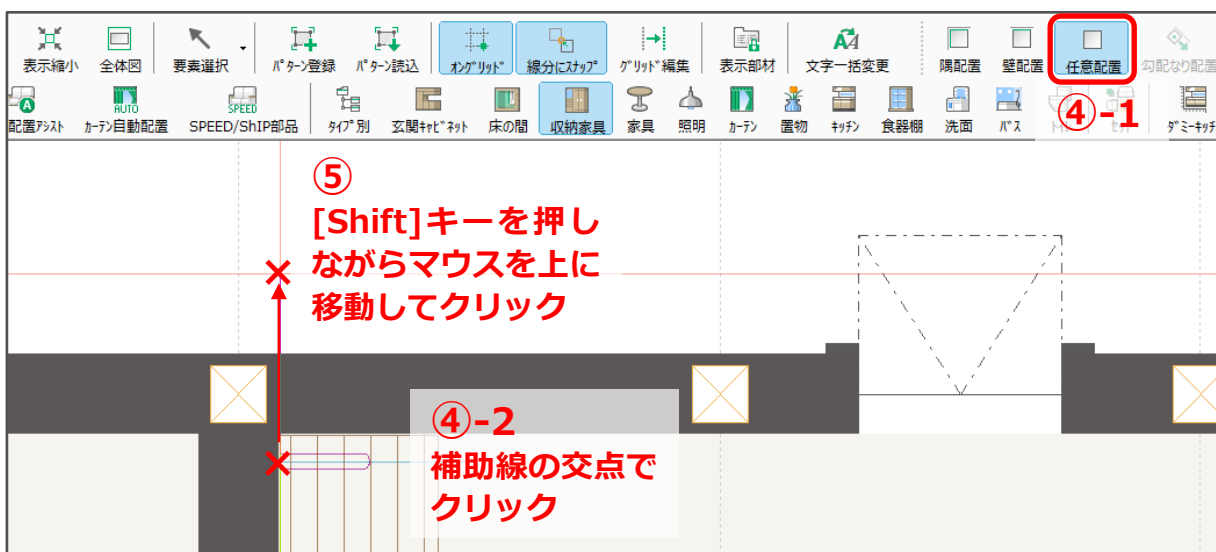 表示縮小 全体図 要素選択 パターン登録 パターン読込 オングリッド 線分にスナップ グリッド編集 表示部材 文字一括変更 隅配置 壁配置 任意配置 勾配なり配置
配置アシスト カーテン自動配置 SPEED/ShIP部品 タイプ別 玄関キャビネット 床の間 収納家具 家具 照明 カーテン 置物 キッチン 食器棚 洗面 バス
AUTO
SPEED
④-1
⑤
[Shift]キーを押し
ながらマウスを上に
移動してクリック
④-2
補助線の交点で
クリック